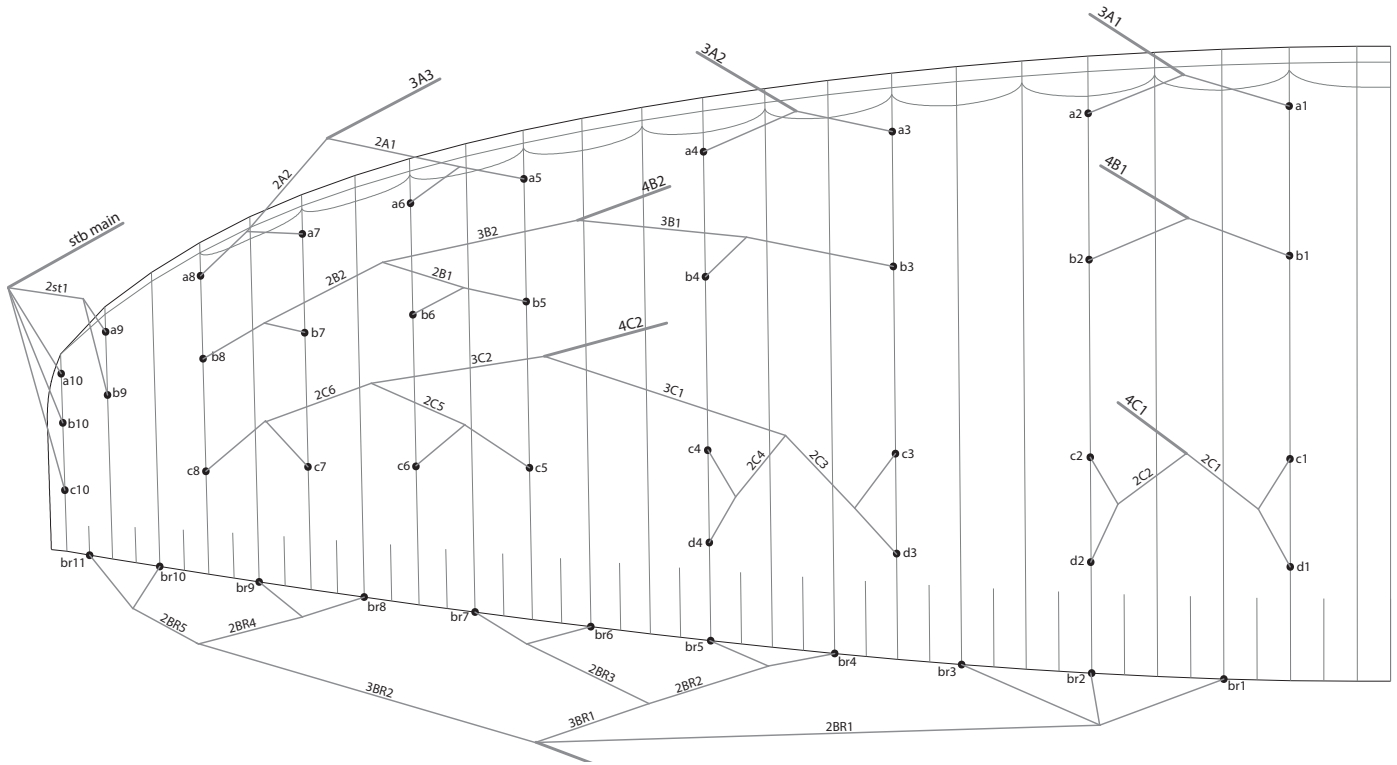 3A1
3A2
3A3
a1
a2
a3
a4
2A1
a5
2A2
a6
4B1
4B2
stb main
a7
3B2
3B1
b1
b2
b3
a8
2B2
2B1
b4
2st1
b5
b6
4C2
a9
b7
b8
3C2
a10
b9
2C6
2C5
3C1
4C1
b10
c4
c3
c2
c1
2C4
2C3
2C2
2C1
c8
c7
c6
c5
c10
d4
d3
d2
d1
br11
br10
br9
br8
br7
br6
br5
br4
br3
br2
br1
2BR5
2BR4
2BR3
2BR2
3BR2
3BR1
2BR1